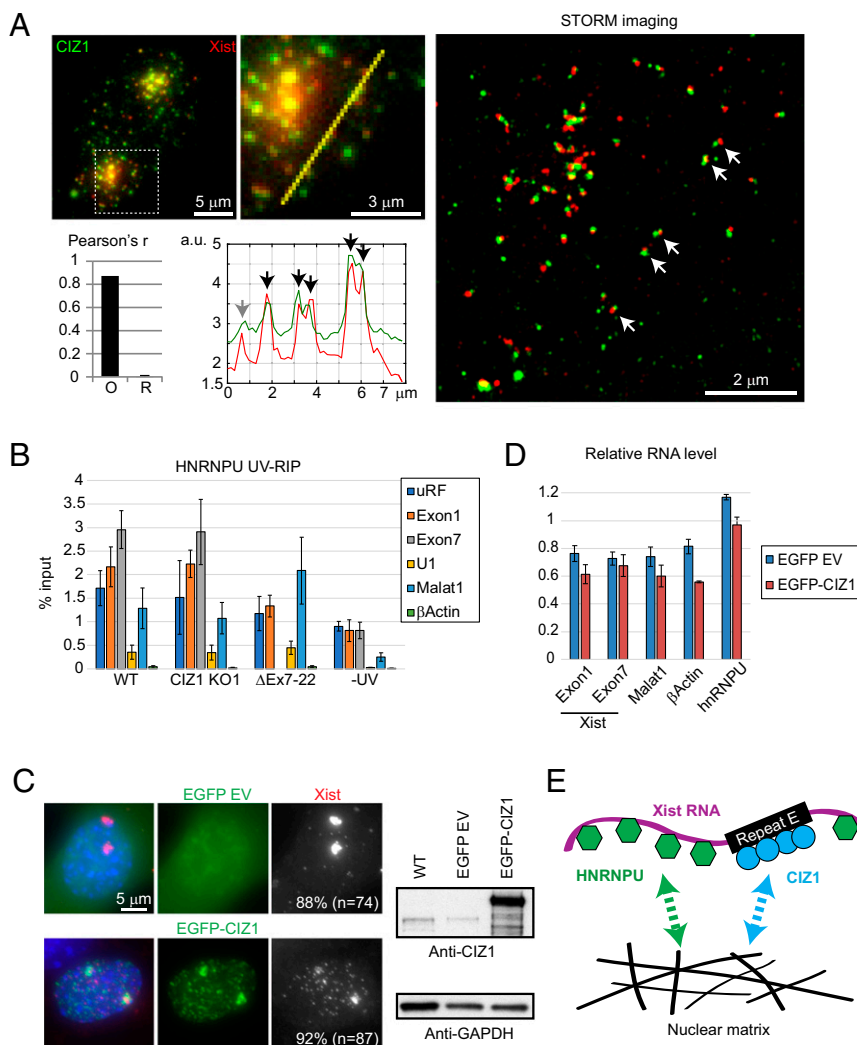 A
CIZ1
Xist
5 µm
3 µm
STORM imaging
2 µm
Pearson's r
1
0.8
0.6
0.4
0.2
0
O
R
a.u.
5
4
3
2
1.5
0
2
4
6
µm
B
HNRNPU UV-RIP
% input
4
3.5
3
2.5
2
1.5
1
0.5
0
WT
CIZ1 KO1
ΔEx7-22
-UV
uRF
Exon1
Exon7
U1
Malat1
βActin
D
Relative RNA level
1.2
1
0.8
0.6
0.4
0.2
0
Exon1
Exon7
Malat1
βActin
hnRNPU
Xist
EGFP EV
EGFP-CIZ1
C
EGFP EV
Xist
5 µm
88% (n=74)
EGFP-CIZ1
92% (n=87)
WT
EGFP EV
EGFP-CIZ1
Anti-CIZ1
Anti-GAPDH
E
Xist RNA
Repeat E
HNRNPU
CIZ1
Nuclear matrix